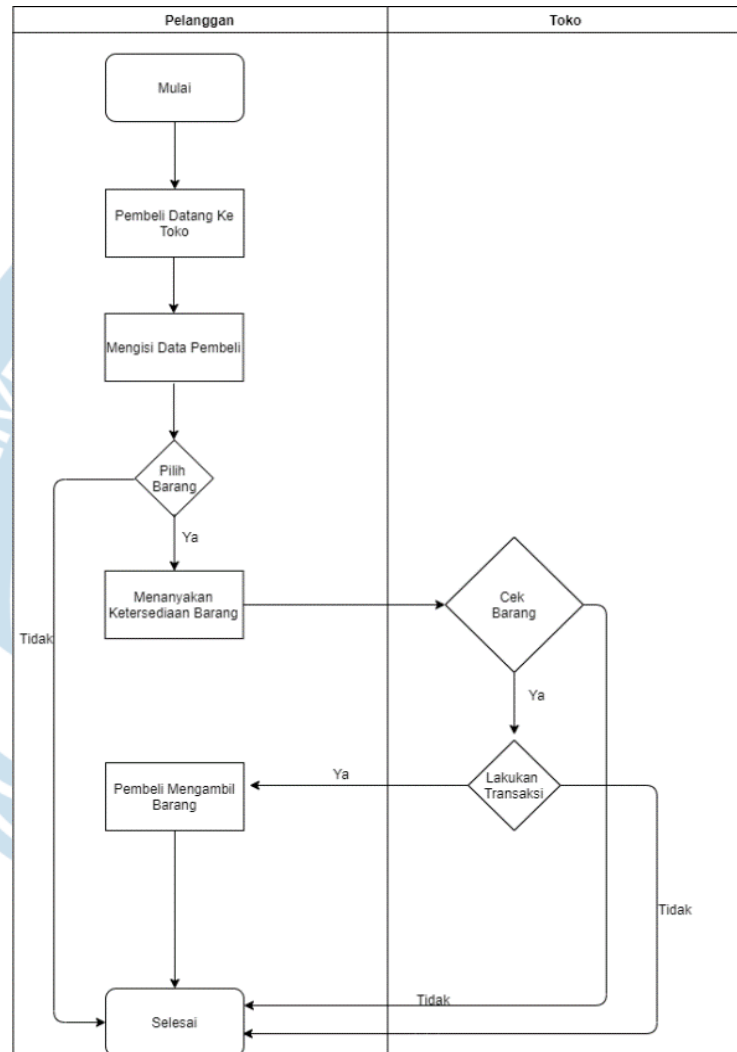 Pelanggan
Toko
Mulai
Pembeli Datang Ke
Toko
Mengisi Data Pembeli
Pilih
Barang
Ya
Menanyakan
Ketersediaan Barang
Cek
Barang
Tidak
Ya
Pembeli Mengambil
Barang
Ya
Lakukan
Transaksi
Tidak
Tidak
Selesai